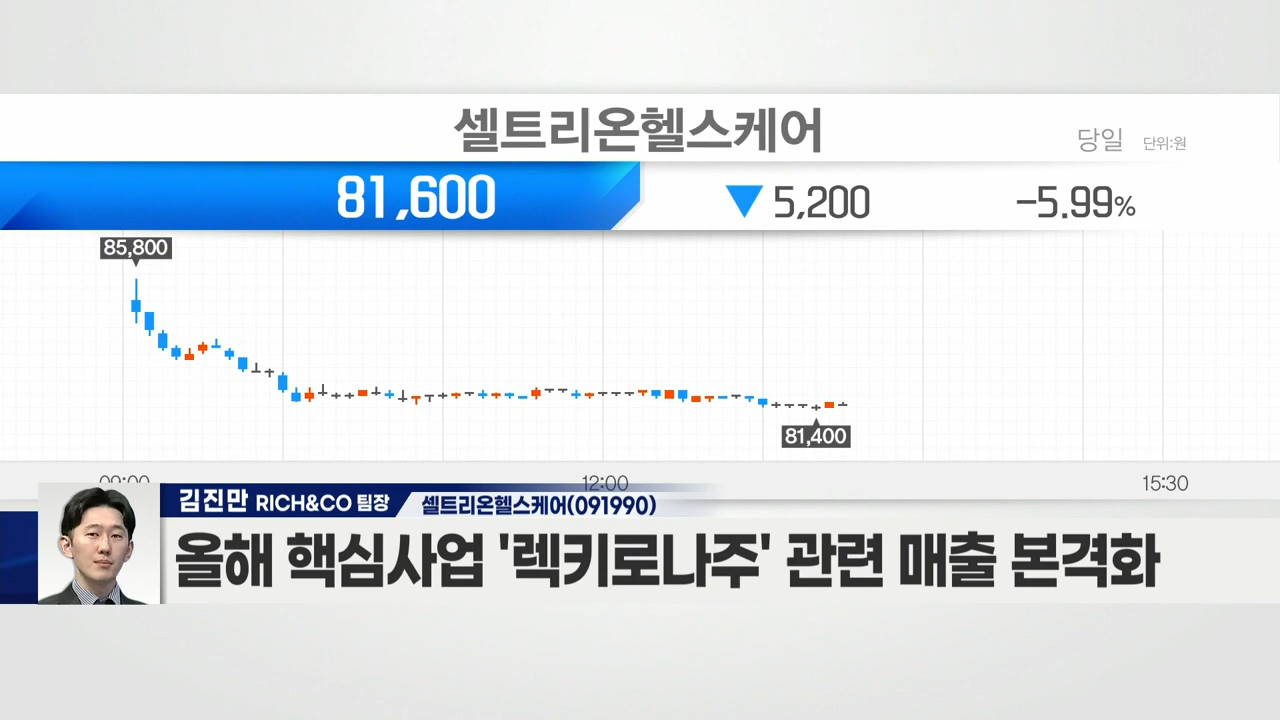 셀트리온헬스케어
당일 단위:원
81,600 ▼ 5,200 -5.99%
85,800
81,400
09:00 12:00 15:30
김진만 RICH&CO 팀장 셀트리온헬스케어(091990)
올해 핵심사업 '렉키로나주' 관련 매출 본격화